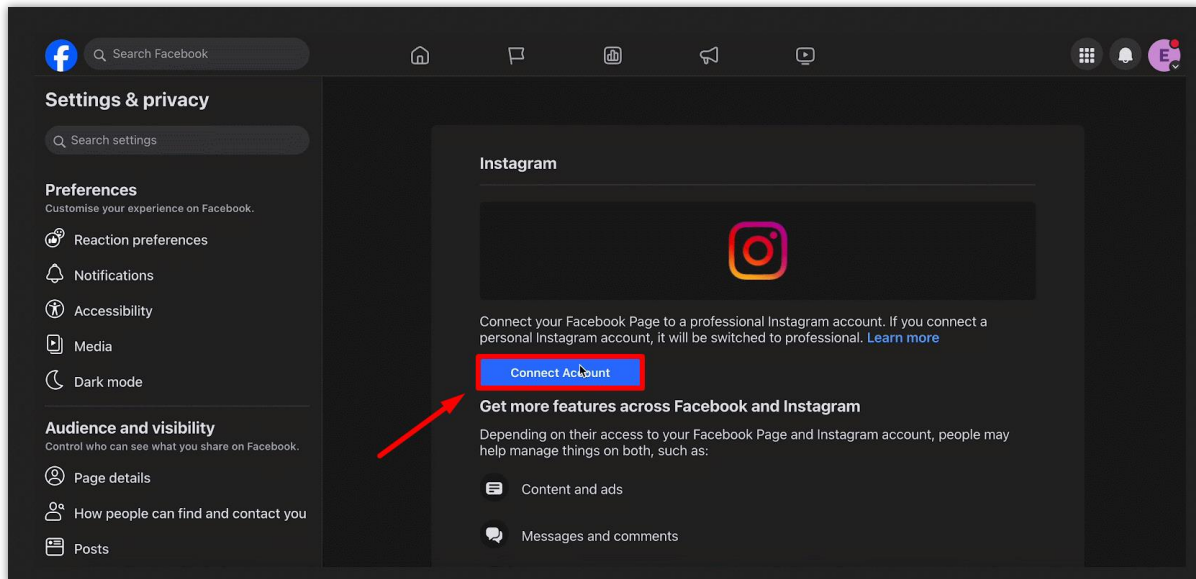 Search Facebook
E
Settings & privacy
Search settings
Preferences
Customise your experience on Facebook.
Reaction preferences
Notifications
Accessibility
Media
Dark mode
Audience and visibility
Control who can see what you share on Facebook.
Page details
How people can find and contact you
Posts
Instagram
Connect your Facebook Page to a professional Instagram account. If you connect a
personal Instagram account, it will be switched to professional. Learn more
Connect Account
Get more features across Facebook and Instagram
Depending on their access to your Facebook Page and Instagram account, people may
help manage things on both, such as:
Content and ads
Messages and comments